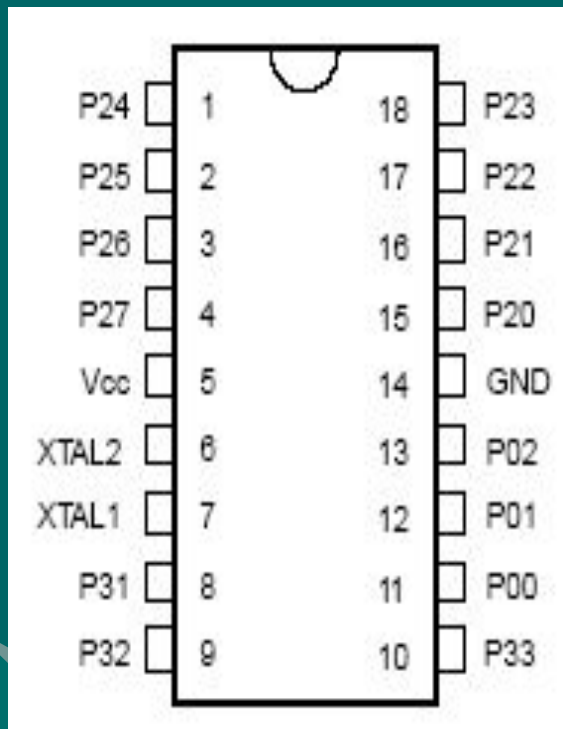 P24 1 18 P23
P25 2 17 P22
P26 3 16 P21
P27 4 15 P20
Vcc 5 14 GND
XTAL2 6 13 P02
XTAL1 7 12 P01
P31 8 11 P00
P32 9 10 P33